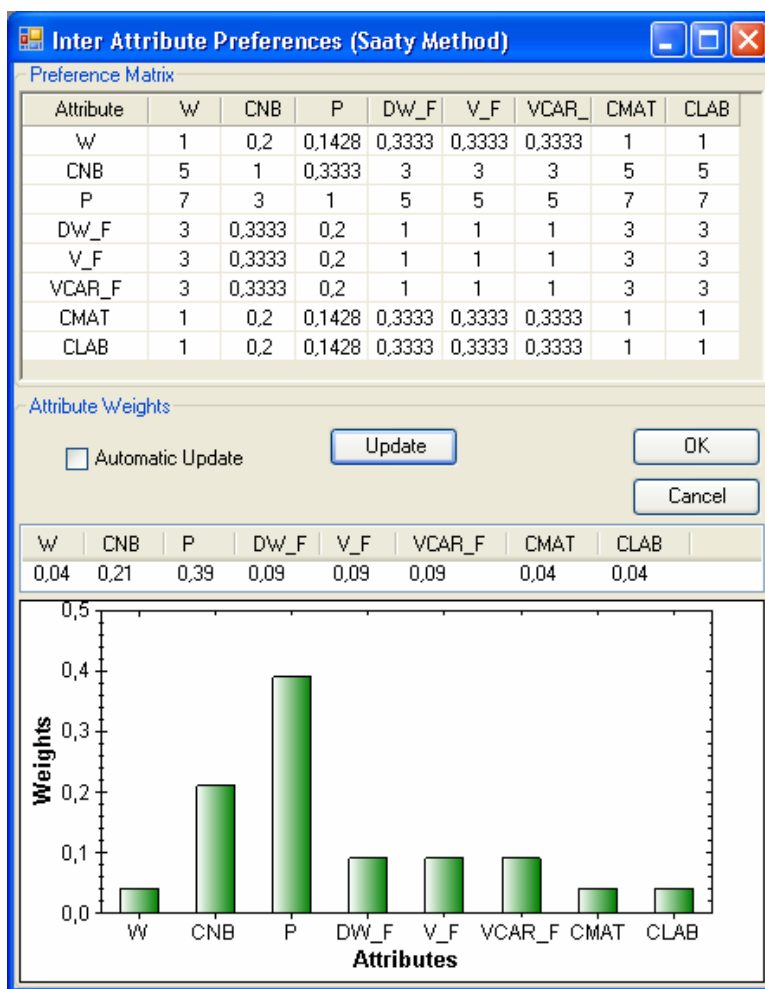 Inter Attribute Preferences (Saaty Method)
Preference Matrix
Attribute W CNB P DW_F V_F VCAR_ CMAT CLAB
W 1 0,2 0,1428 0,3333 0,3333 0,3333 1 1
CNB 5 1 0,3333 3 3 3 5 5
P 7 3 1 5 5 5 7 7
DW_F 3 0,3333 0,2 1 1 1 3 3
V_F 3 0,3333 0,2 1 1 1 3 3
VCAR_F 3 0,3333 0,2 1 1 1 3 3
CMAT 1 0,2 0,1428 0,3333 0,3333 0,3333 1 1
CLAB 1 0,2 0,1428 0,3333 0,3333 0,3333 1 1
Attribute Weights
Automatic Update
Update
OK
Cancel
W CNB P DW_F V_F VCAR_F CMAT CLAB
0,04 0,21 0,39 0,09 0,09 0,09 0,04 0,04
0,5
0,4
0,3
0,2
0,1
0,0
Weights
W CNB P DW_F V_F VCAR_F CMAT CLAB
Attributes